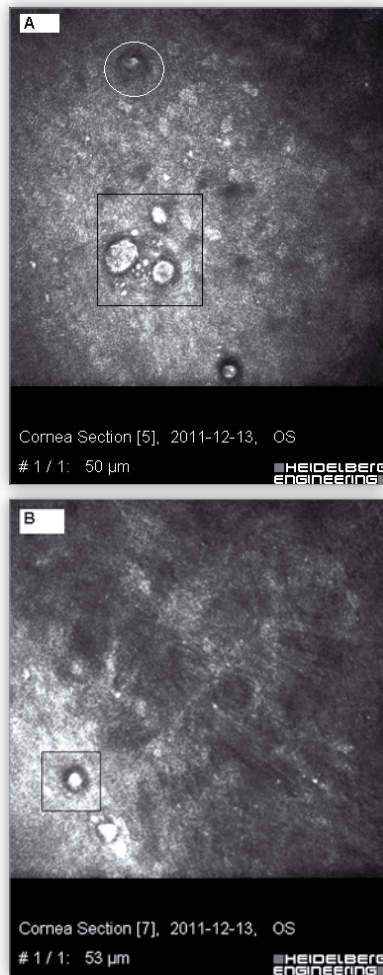 A
Cornea Section [5], 2011-12-13, OS
# 1 / 1: 50 µm
HEIDELBERG
ENGINEERING
B
Cornea Section [7], 2011-12-13, OS
# 1 / 1: 53 µm
HEIDELBERG
ENGINEERING